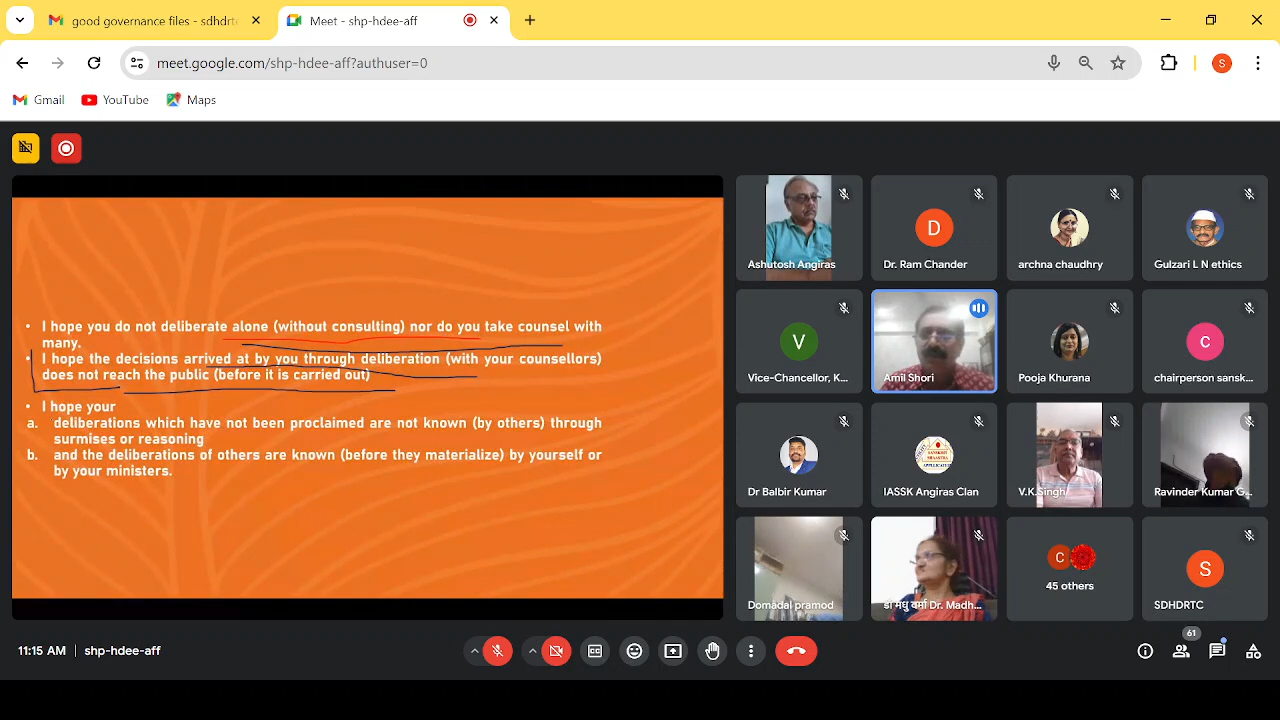 good governance files - sdhdrt
Meet - shp-hdee-aff
meet.google.com/shp-hdee-aff?authuser=0
S
Gmail
YouTube
Maps
• I hope you do not deliberate alone (without consulting) nor do you take counsel with
many.
• I hope the decisions arrived at by you through deliberation (with your counsellors)
does not reach the public (before it is carried out)
• I hope your
a. deliberations which have not been proclaimed are not known (by others) through
surmises or reasoning
b. and the deliberations of others are known (before they materialize) by yourself or
by your ministers.
Ashutosh Angiras
D
Dr. Ram Chander
archna chaudhry
Gulzari L N ethics
V
Vice-Chancellor, K...
Amil Shori
Pooja Khurana
c
chairperson sansk...
Dr Balbir Kumar
SANSKRIT
SHAASTRA
IASSK Angiras Clan
V.K.Singh
Ravinder Kumar G...
Domadal pramod
डॉ मधु वर्मा Dr. Madh...
C
45 others
S
SDHDRTC
11:15 AM | shp-hdee-aff
61